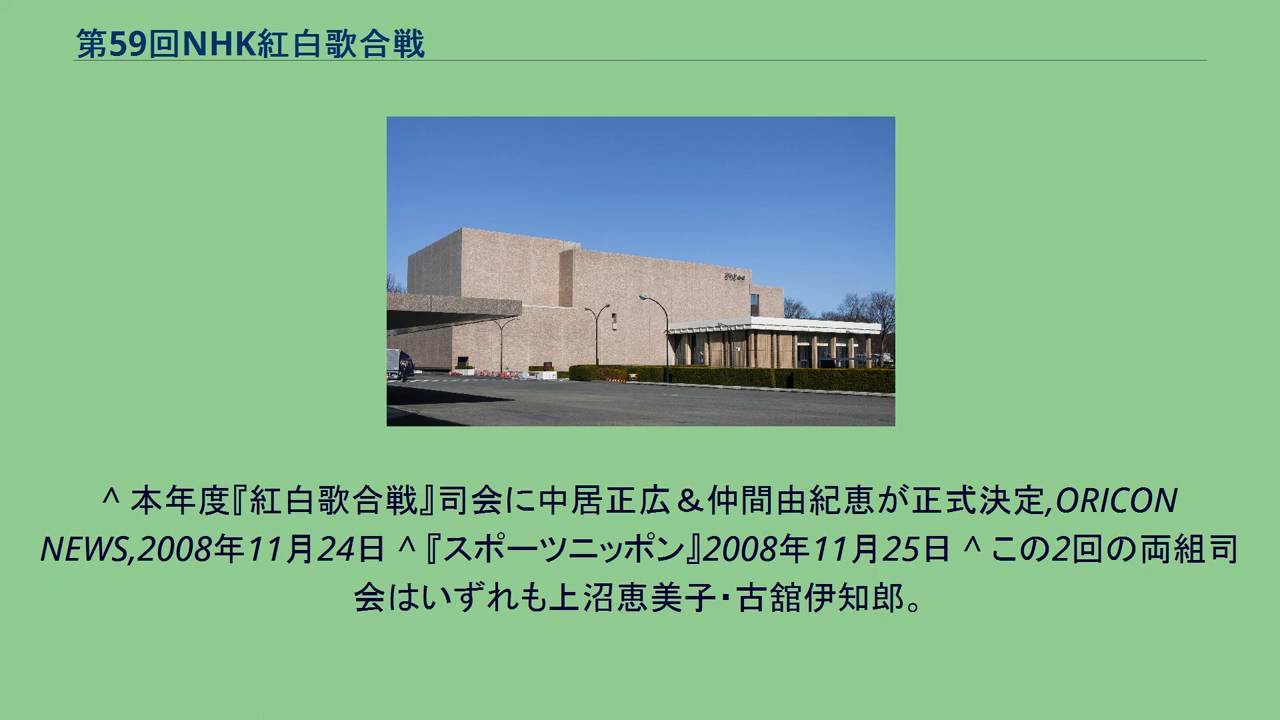 第59回NHK紅白歌合戦
^ 本年度『紅白歌合戦』司会に中居正広＆仲間由紀恵が正式決定,ORICON
NEWS,2008年11月24日 ^ 『スポーツニッポン』2008年11月25日 ^ この2回の両組司
会はいずれも上沼恵美子・古舘伊知郎。